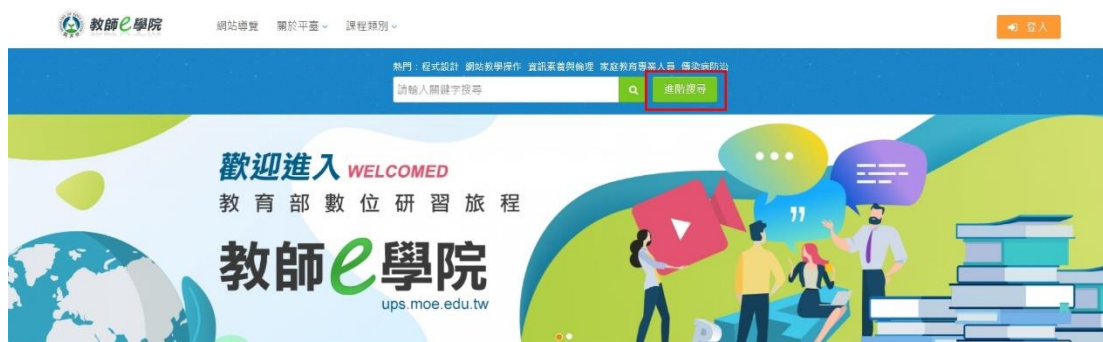 教師e學院 網站導覽 關於平臺 課程類別 登入
熱門：程式設計 網站教學操作 資訊素養與倫理 家庭教育專業人員 傳染病防治
請輸入關鍵字搜尋 進階搜尋
歡迎進入 WELCOMED
教育部數位研習旅程
教師e學院
ups.moe.edu.tw